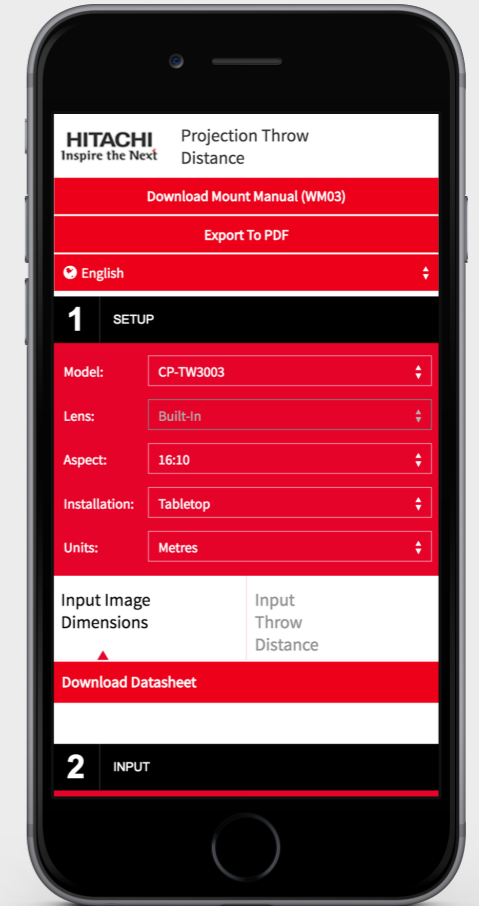 HITACHI
Inspire the Next
Projection Throw
Distance
Download Mount Manual (WM03)
Export To PDF
English
1 SETUP
Model: CP-TW3003
Lens: Built-In
Aspect: 16:10
Installation: Tabletop
Units: Metres
Input Image
Dimensions
Input
Throw
Distance
Download Datasheet
2 INPUT